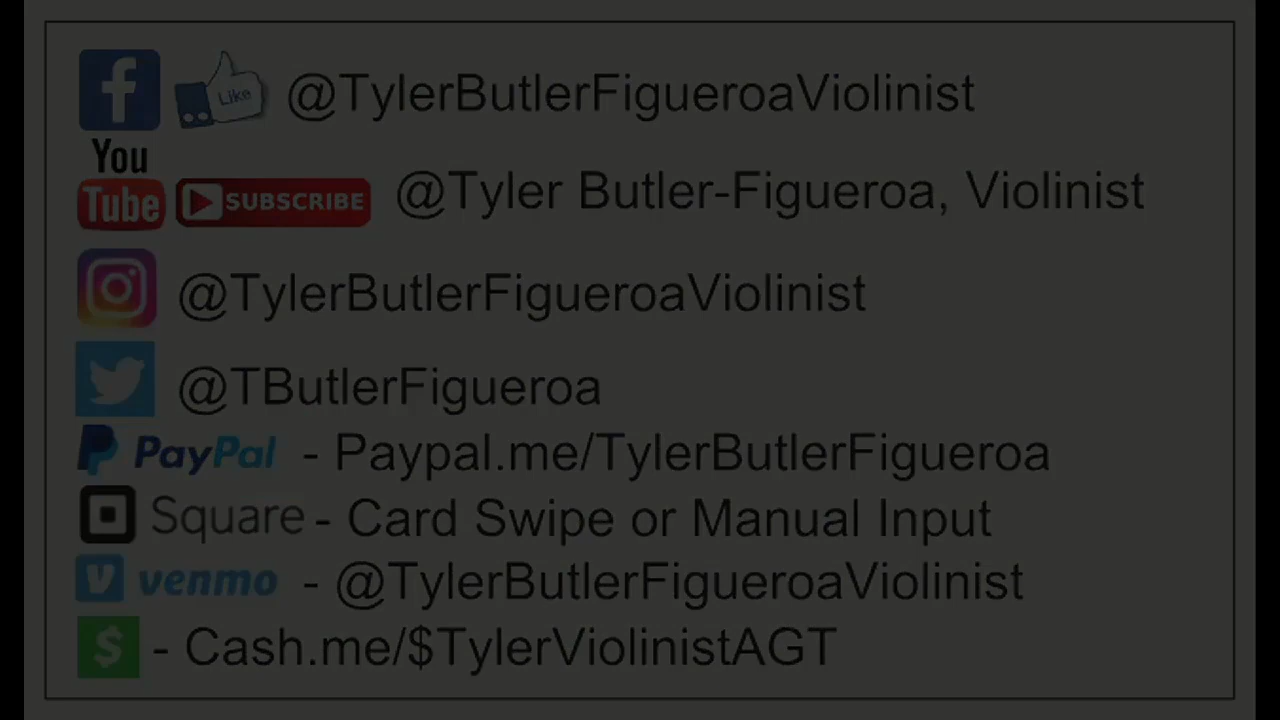 f Like @TylerButlerFigueroaViolinist
You
Tube SUBSCRIBE @Tyler Butler-Figueroa, Violinist
@TylerButlerFigueroaViolinist
@TButlerFigueroa
PayPal - Paypal.me/TylerButlerFigueroa
Square - Card Swipe or Manual Input
V venmo - @TylerButlerFigueroaViolinist
$ - Cash.me/$TylerViolinistAGT